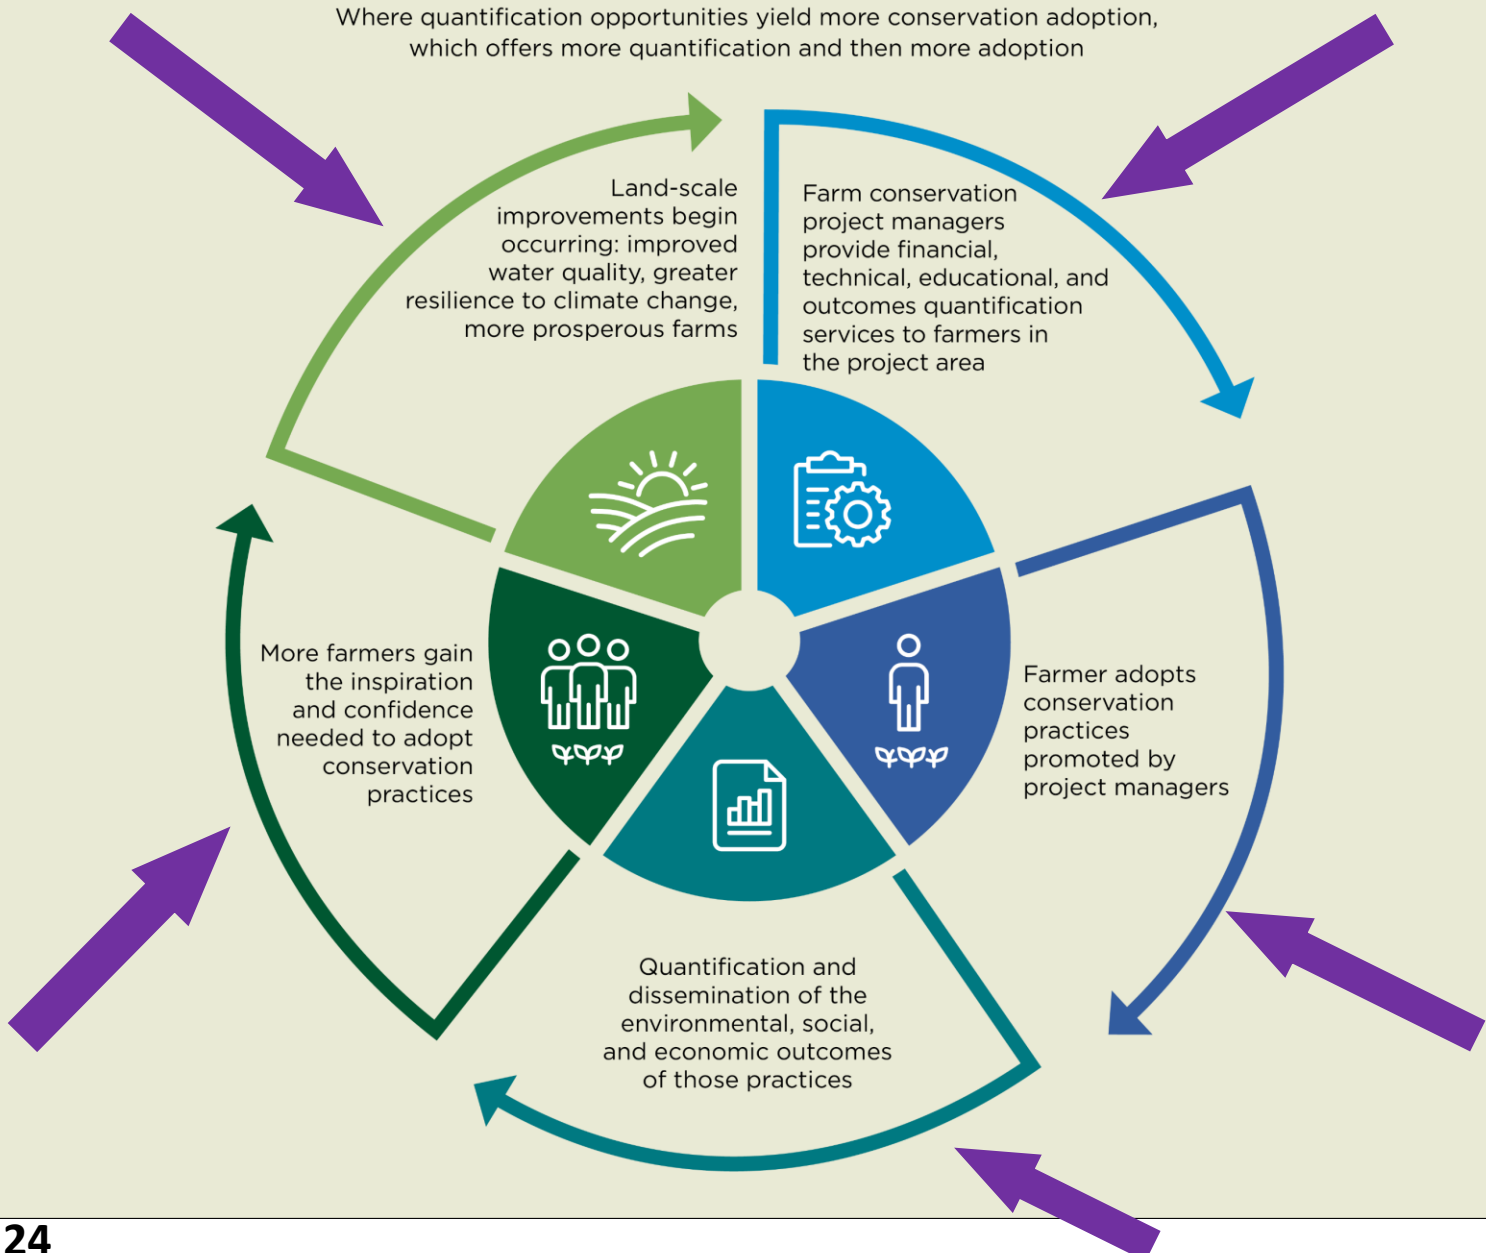 Where quantification opportunities yield more conservation adoption,
which offers more quantification and then more adoption
Land-scale
improvements begin
occurring: improved
water quality, greater
resilience to climate change,
more prosperous farms
Farm conservation
project managers
provide financial,
technical, educational, and
outcomes quantification
services to farmers in
the project area
Farmer adopts
conservation
practices
promoted by
project managers
Quantification and
dissemination of the
environmental, social,
and economic outcomes
of those practices
More farmers gain
the inspiration
and confidence
needed to adopt
conservation
practices
24